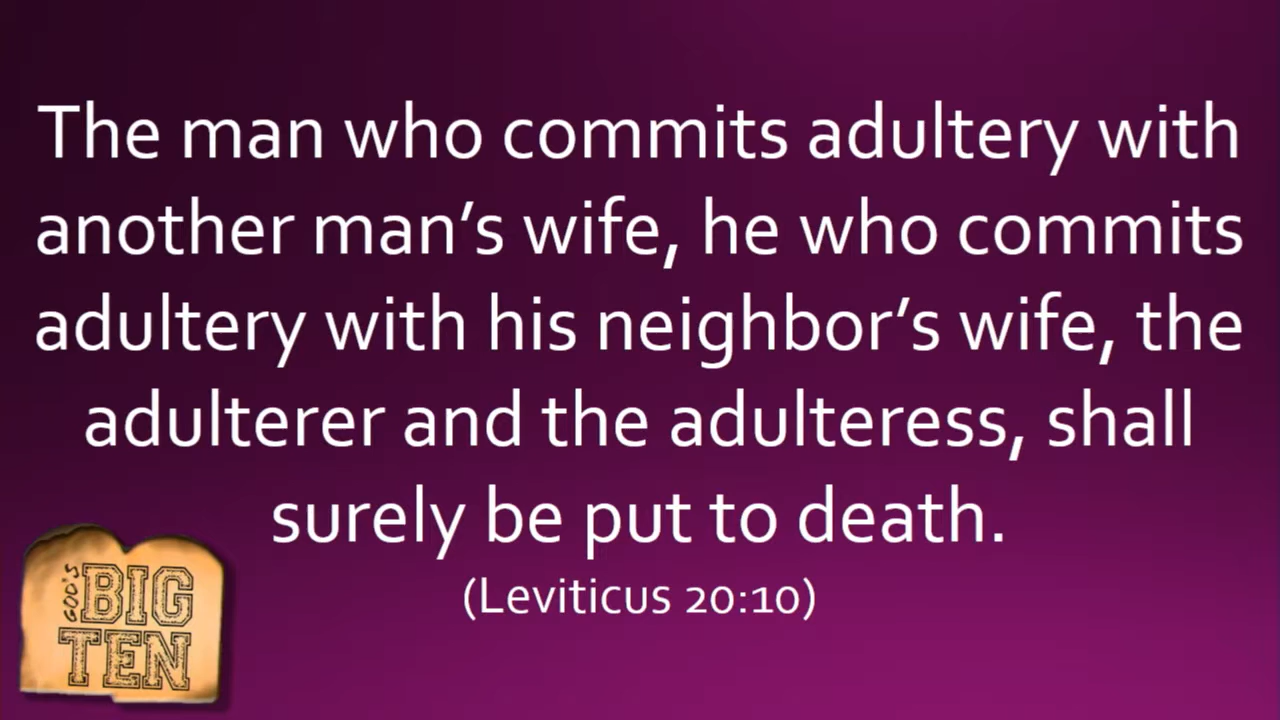 The man who commits adultery with
another man’s wife, he who commits
adultery with his neighbor’s wife, the
adulterer and the adulteress, shall
surely be put to death.
(Leviticus 20:10)
GOD'S
BIG
TEN